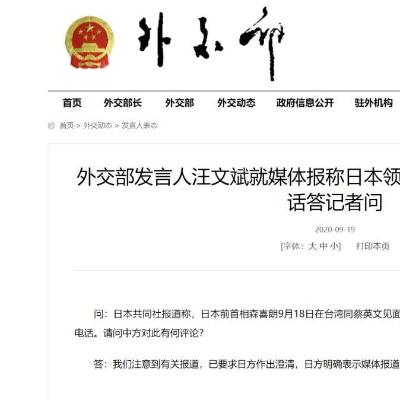 外交部
首页 外交部长 外交部 外交动态 政府信息公开 驻外机构
首页 > 外交动态 > 发言人表态
外交部发言人汪文斌就媒体报称日本领
话答记者问
2020-09-19
[字体: 大 中 小] 打印本页
问：日本共同社报道称，日本前首相森喜朗9月18日在台湾同蔡英文见面
电话。请问中方对此有何评论？
答：我们注意到有关报道，已要求日方作出澄清，日方明确表示媒体报道